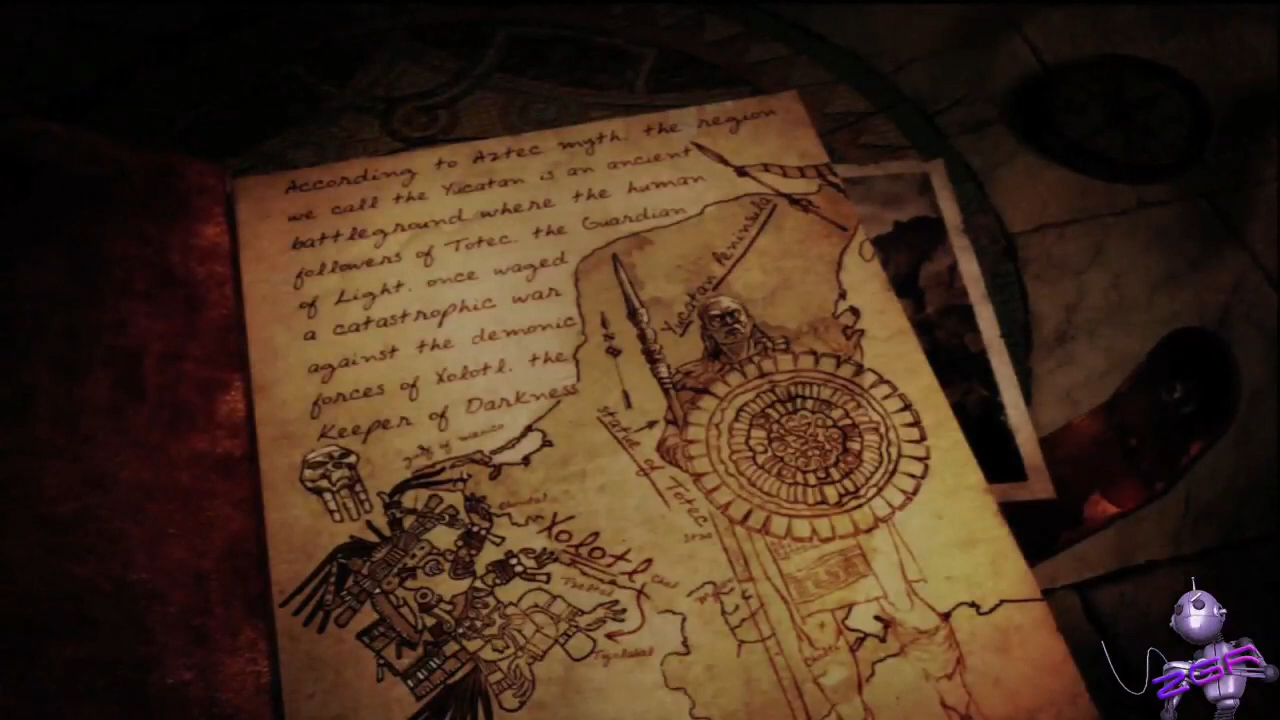 According to Aztec myth, the region
we call the Yucatan is an ancient
battleground where the human
followers of Totec, the Guardian
of Light, once waged
a catastrophic war
against the demonic
forces of Xolotl, the
Keeper of Darkness
Yucatan Peninsula
Statue of Totec
Xolotl
ZGR